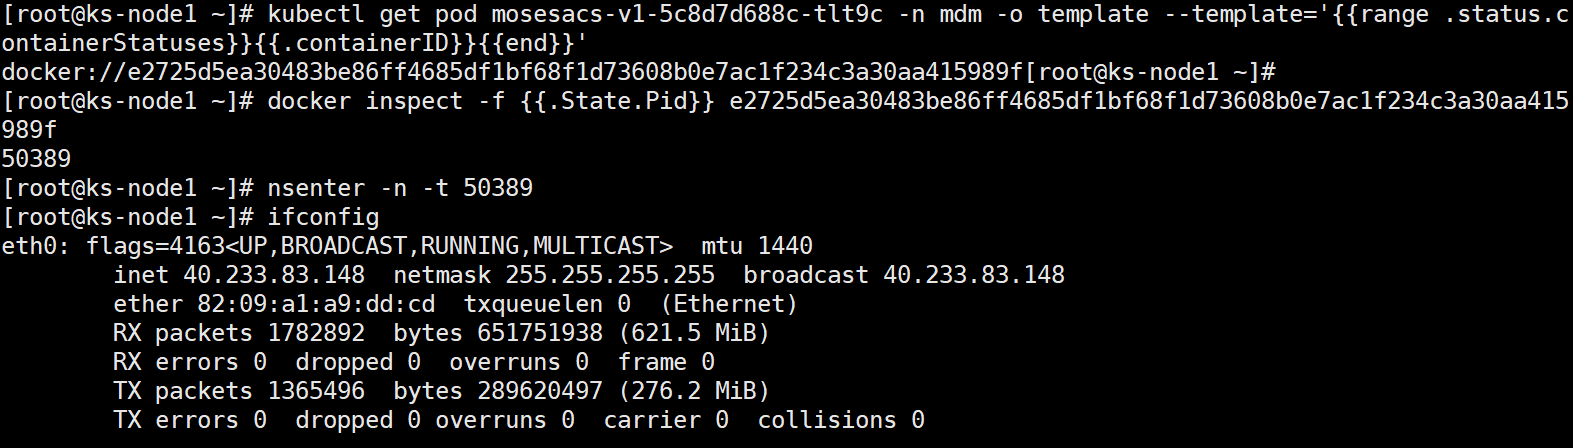 [root@ks-node1 ~]# kubectl get pod mosesacs-v1-5c8d7d688c-tlt9c -n mdm -o template --template='{{range .status.c
ontainerStatuses}}{{.containerID}}{{end}}'
docker://e2725d5ea30483be86ff4685df1bf68f1d73608b0e7ac1f234c3a30aa415989f[root@ks-node1 ~]#
[root@ks-node1 ~]# docker inspect -f {{.State.Pid}} e2725d5ea30483be86ff4685df1bf68f1d73608b0e7ac1f234c3a30aa415
989f
50389
[root@ks-node1 ~]# nsenter -n -t 50389
[root@ks-node1 ~]# ifconfig
eth0: flags=4163<UP,BROADCAST,RUNNING,MULTICAST>  mtu 1440
        inet 40.233.83.148  netmask 255.255.255.255  broadcast 40.233.83.148
        ether 82:09:a1:a9:dd:cd  txqueuelen 0  (Ethernet)
        RX packets 1782892  bytes 651751938 (621.5 MiB)
        RX errors 0  dropped 0  overruns 0  frame 0
        TX packets 1365496  bytes 289620497 (276.2 MiB)
        TX errors 0  dropped 0 overruns 0  carrier 0  collisions 0